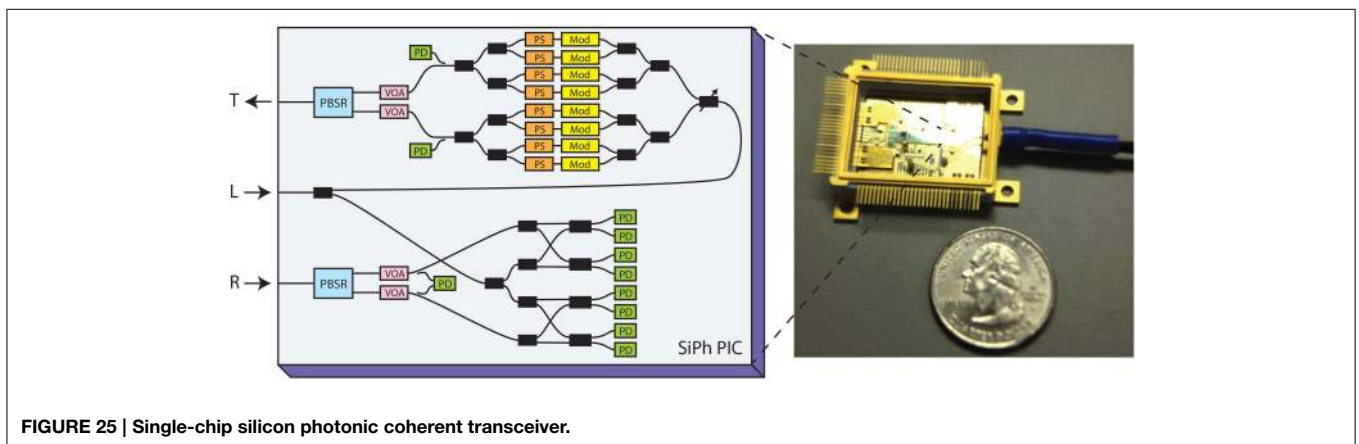 PD
PS Mod
PS Mod
PS Mod
PS Mod
T
PBSR
VOA
VOA
PS Mod
PS Mod
PD
PS Mod
PS Mod
L
PD
PD
PD
PD
R
PBSR
VOA
PD
VOA
PD
PD
PD
PD
SiPh PIC
FIGURE 25 | Single-chip silicon photonic coherent transceiver.